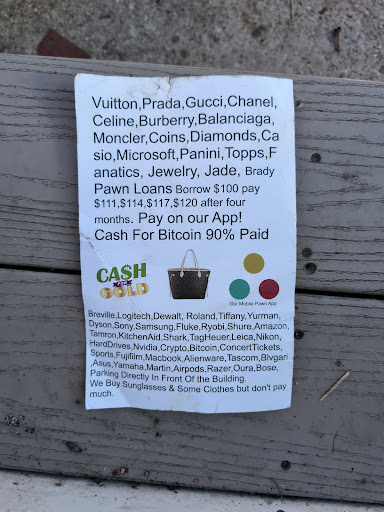 Vuitton,Prada,Gucci,Chanel,
Celine,Burberry,Balanciaga,
Moncler,Coins,Diamonds,Ca
sio,Microsoft,Panini,Topps,F
anatics, Jewelry, Jade, Brady
Pawn Loans Borrow $100 pay
$111,$114,$117,$120 after four
months. Pay on our App!
Cash For Bitcoin 90% Paid
CASH
FOR
GOLD
Our Mobile Pawn App
Breville,Logitech,Dewalt, Roland,Tiffany,Yurman,
Dyson,Sony,Samsung,Fluke,Ryobi,Shure,Amazon,
Tamron,KitchenAid,Shark,TagHeuer,Leica,Nikon,
HardDrives,Nvidia,Crypto,Bitcoin,ConcertTickets,
Sports,Fujifilm,Macbook,Alienware,Tascom,Blvgari
,Asus,Yamaha,Martin,Airpods,Razer,Oura,Bose,
Parking Directly In Front Of the Building.
We Buy Sunglasses & Some Clothes but don't pay
much.